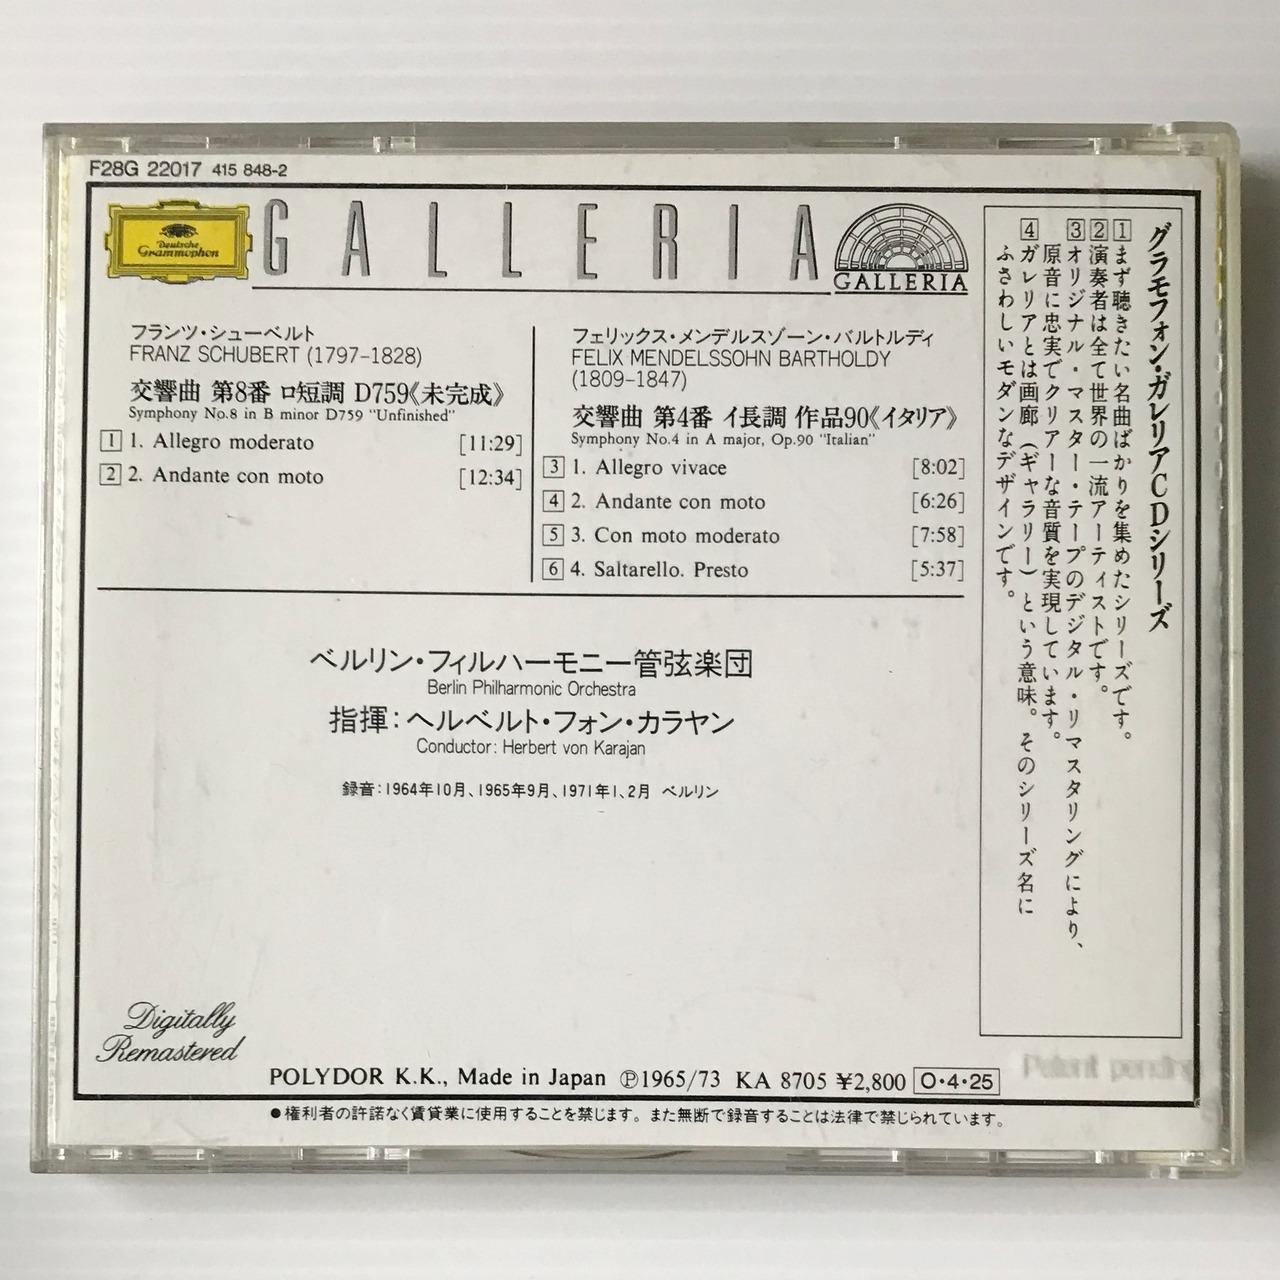 F28G 22017 415 848-2
Deutsche
Grammophon
GALLERIA
GALLERIA
フランツ・シューベルト
FRANZ SCHUBERT (1797-1828)
交響曲 第8番 ロ短調 D759《未完成》
Symphony No.8 in B minor D759 "Unfinished"
1 1. Allegro moderato [11:29]
2 2. Andante con moto [12:34]
フェリックス・メンデルスゾーン・バルトルディ
FELIX MENDELSSOHN BARTHOLDY
(1809-1847)
交響曲 第4番 イ長調 作品90《イタリア》
Symphony No.4 in A major, Op.90 "Italian"
3 1. Allegro vivace [8:02]
4 2. Andante con moto [6:26]
5 3. Con moto moderato [7:58]
6 4. Saltarello. Presto [5:37]
ベルリン・フィルハーモニー管弦楽団
Berlin Philharmonic Orchestra
指揮:ヘルベルト・フォン・カラヤン
Conductor: Herbert von Karajan
録音:1964年10月、1965年9月、1971年1、2月 ベルリン
グラモフォン・ガレリアCDシリーズ
1 まず聴きたい名曲ばかりを集めたシリーズです。
2 演奏者は全て世界の一流アーティストです。
3 オリジナル・マスター・テープのデジタル・リマスタリングにより、
原音に忠実でクリアーな音質を実現しています。
4 ガレリアとは画廊(ギャラリー)という意味。そのシリーズ名に
ふさわしいモダンなデザインです。
Digitally
Remastered
POLYDOR K.K., Made in Japan ℗1965/73 KA 8705 ¥2,800 O・4・25
Patent pending
●権利者の許諾なく賃貸業に使用することを禁じます。また無断で録音することは法律で禁じられています。